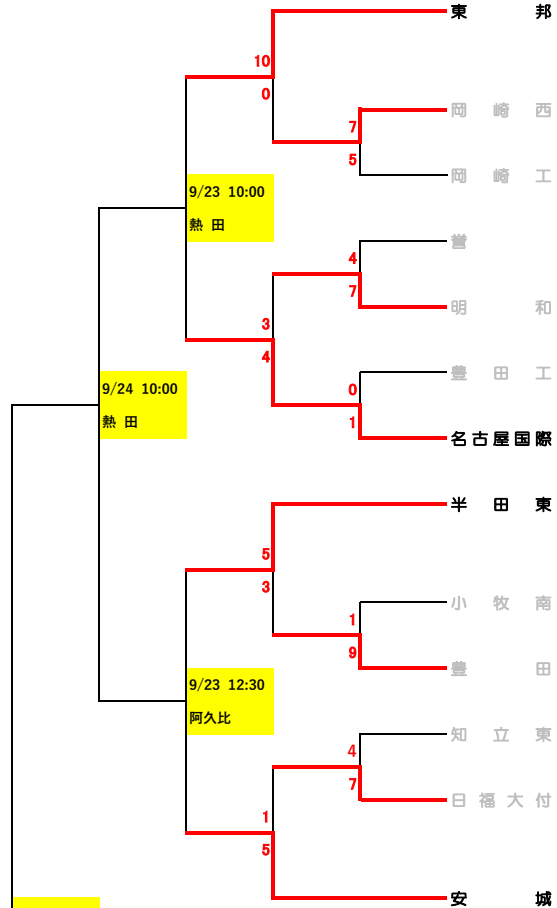 東邦
10
0
岡崎西
7
5
岡崎工
9/23 10:00
熱田
誉
4
7
明和
3
4
豊田工
0
1
名古屋国際
9/24 10:00
熱田
半田東
5
3
小牧南
1
9
豊田
9/23 12:30
阿久比
知立東
4
7
日福大付
1
5
安城